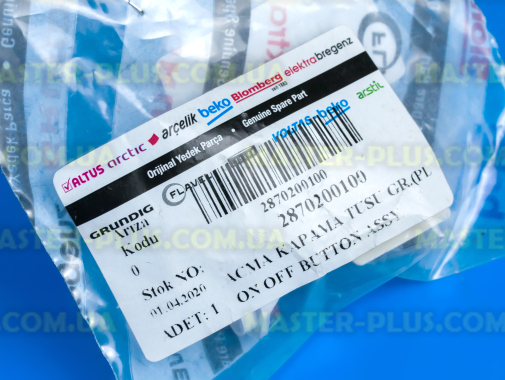 ALTUS arctic arçelik beko Blomberg elektrabregenz
Orijinal Yedek Parça • Genuine Spare Part
GRUNDIG FLAVEL VOLTAS beko arstil
2870200100
Arıza
Kodu
0
2870200100
Stok NO:
AÇMA KAPAMA TUŞU GR.(PL
01.04.2020
ON OFF BUTTON ASSY
ADET: 1
MASTER-PLUS.COM.UA